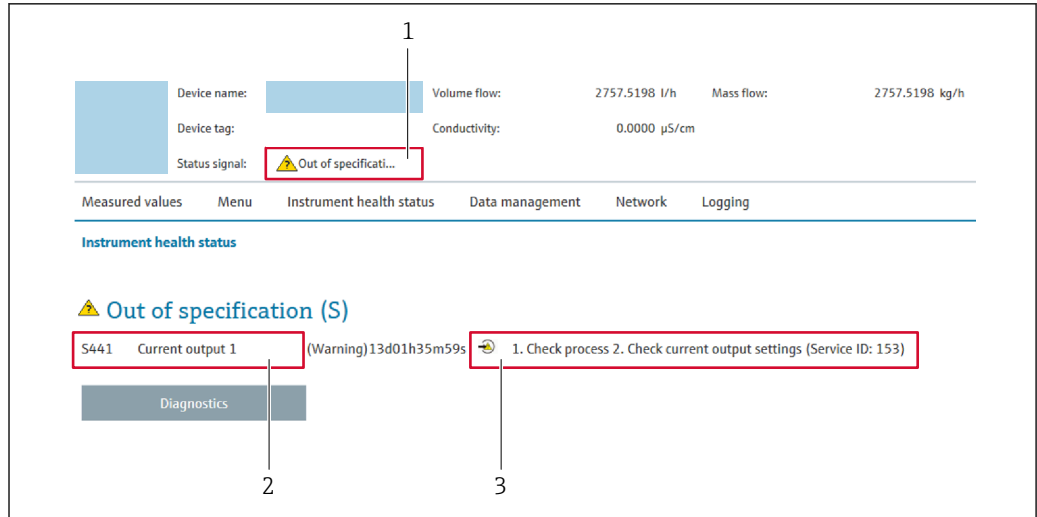 1
Device name: Volume flow: 2757.5198 l/h Mass flow: 2757.5198 kg/h
Device tag: Conductivity: 0.0000 µS/cm
Status signal: Out of specificati...
Measured values Menu Instrument health status Data management Network Logging
Instrument health status
Out of specification (S)
S441 Current output 1 (Warning)13d01h35m59s 1. Check process 2. Check current output settings (Service ID: 153)
Diagnostics
2 3